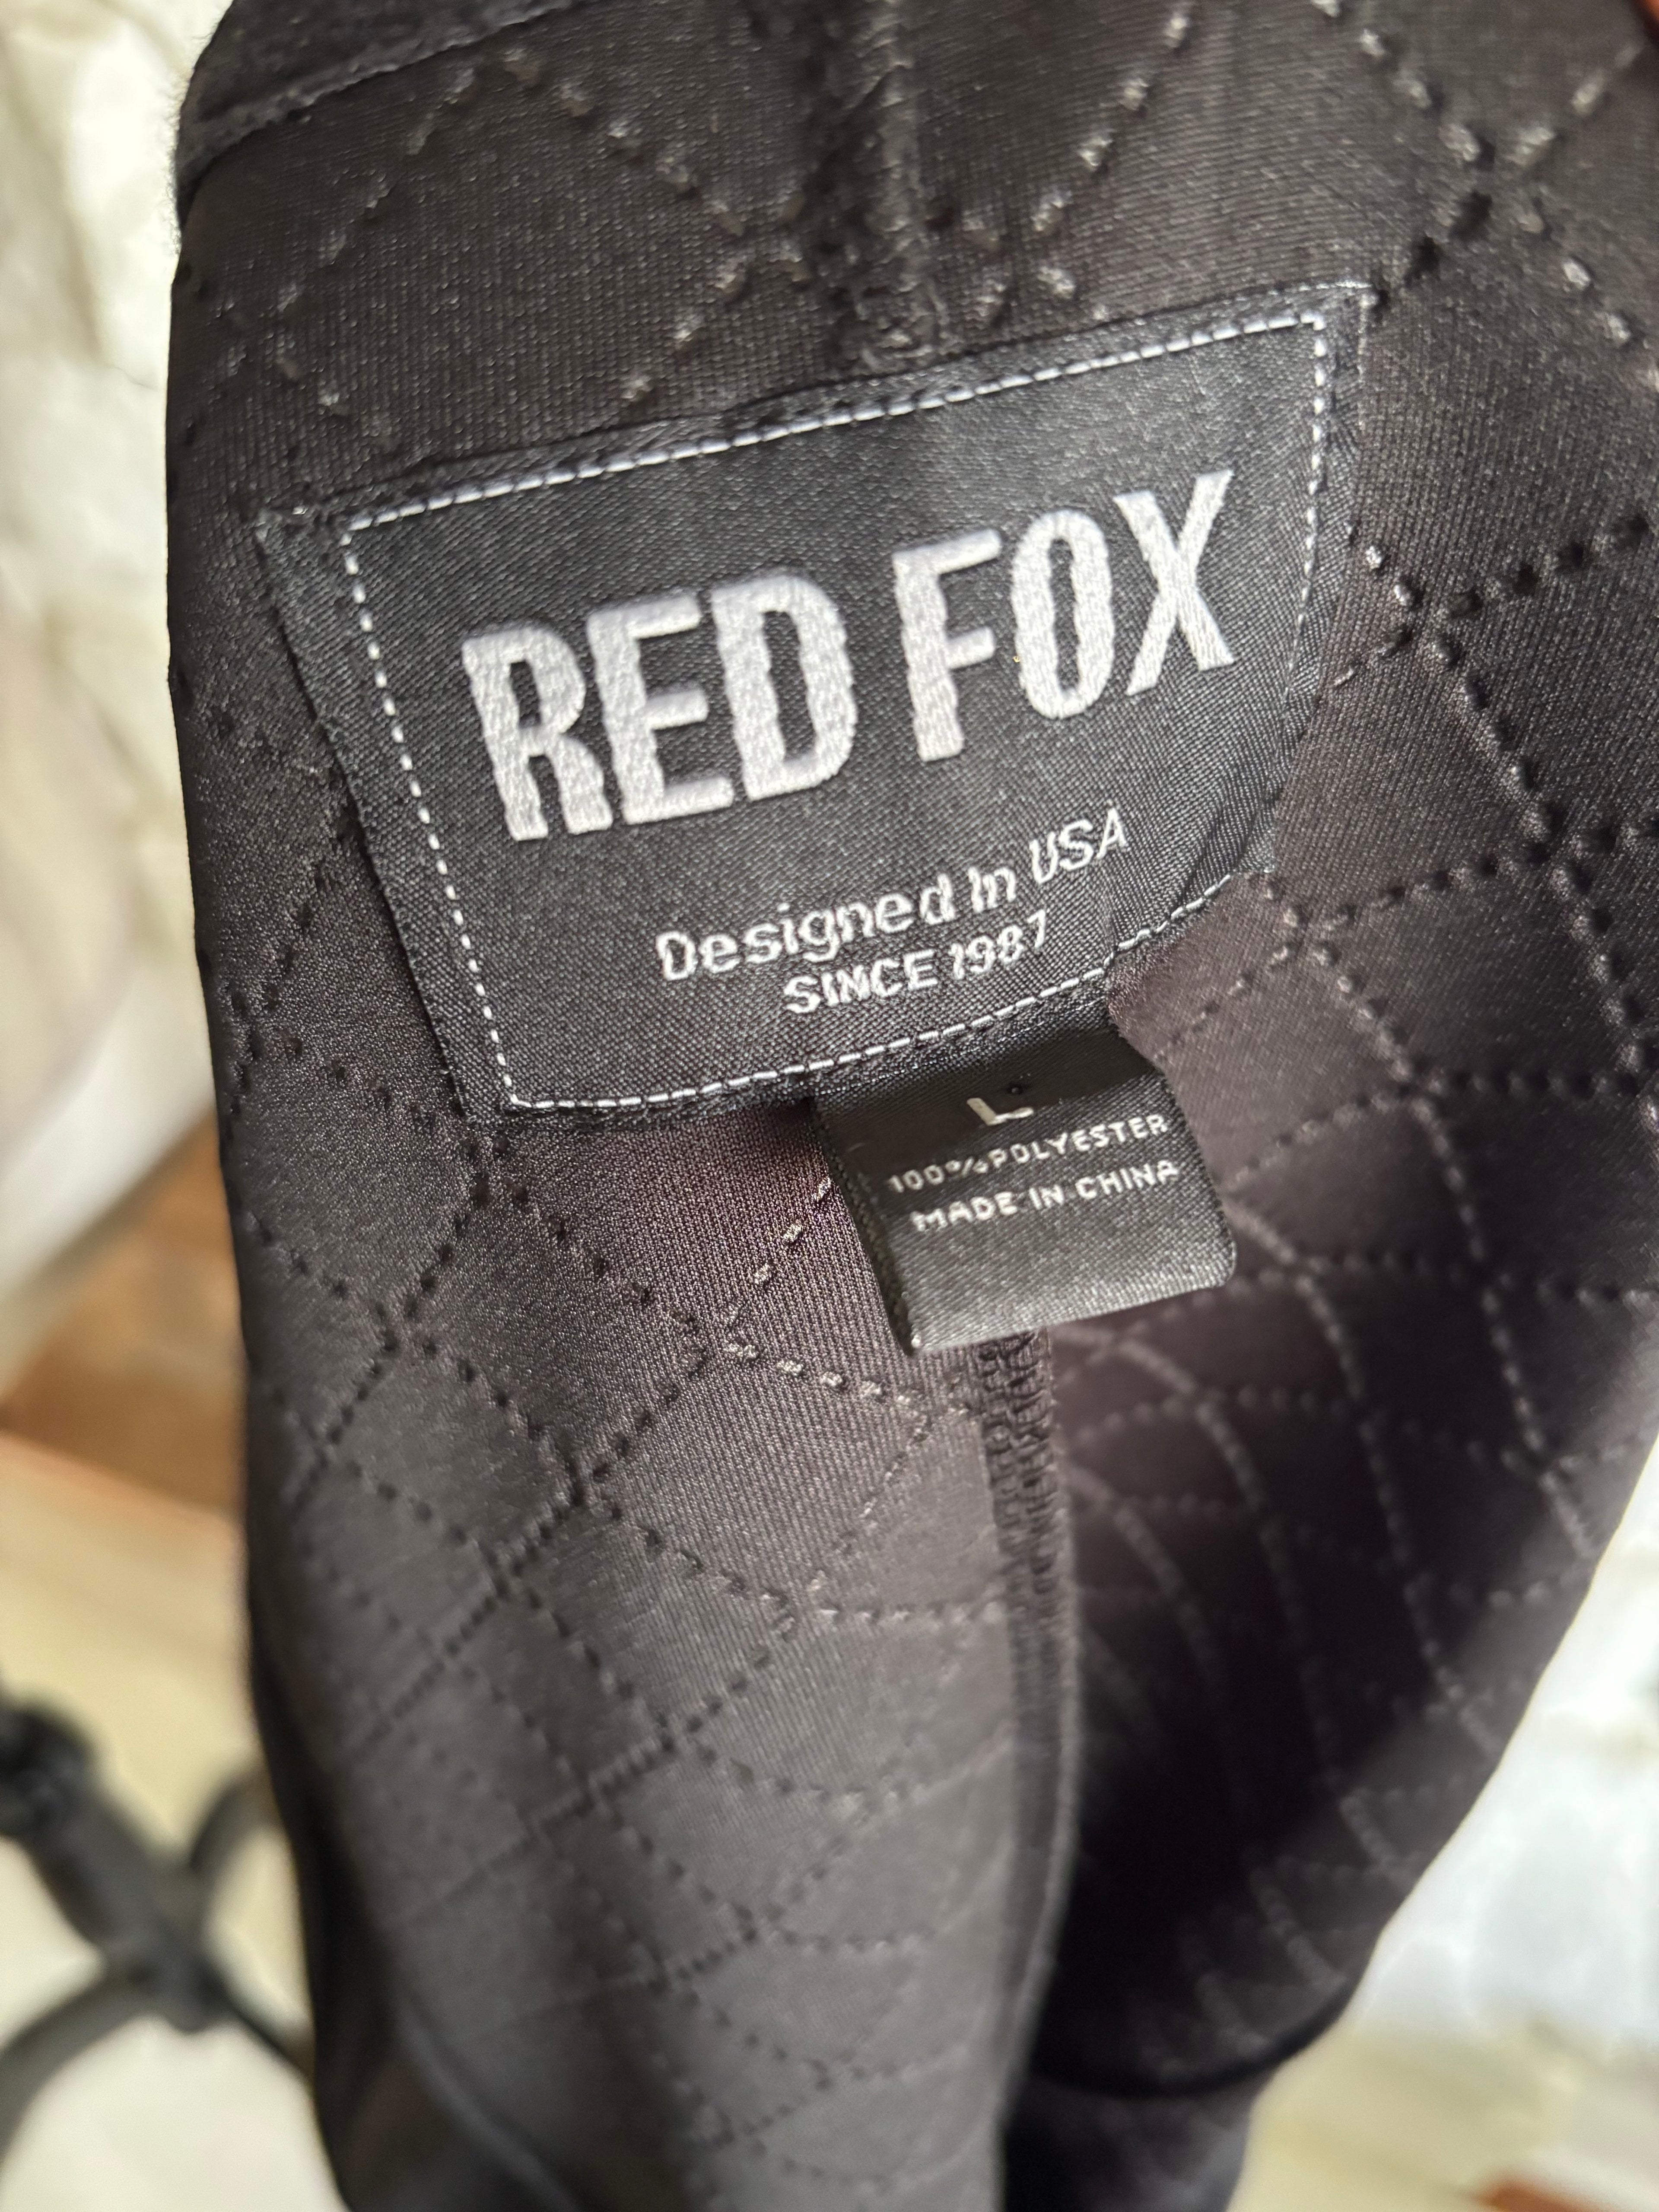 RED FOX
Designed In USA
SINCE 1987
L
100%POLYESTER
MADE IN CHINA